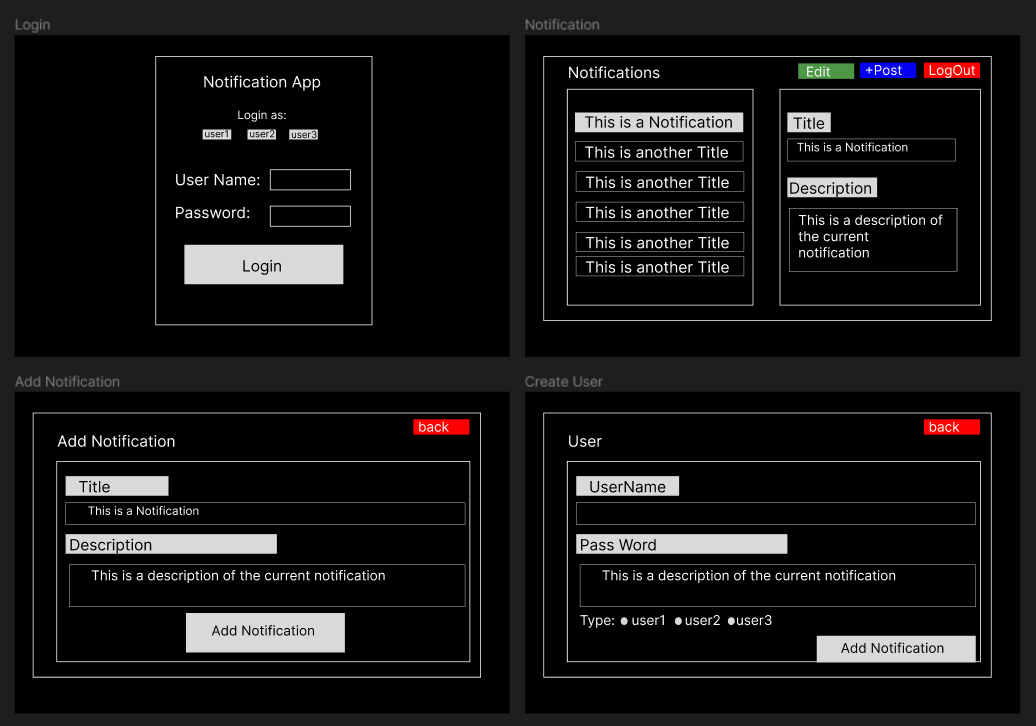 Login
Notification App
Login as:
user1 user2 user3
User Name:
Password:
Login
Notification
Notifications
Edit +Post LogOut
This is a Notification
This is another Title
This is another Title
This is another Title
This is another Title
This is another Title
Title
This is a Notification
Description
This is a description of
the current
notification
Add Notification
back
Add Notification
Title
This is a Notification
Description
This is a description of the current notification
Add Notification
Create User
back
User
UserName
Pass Word
This is a description of the current notification
Type: user1 user2 user3
Add Notification